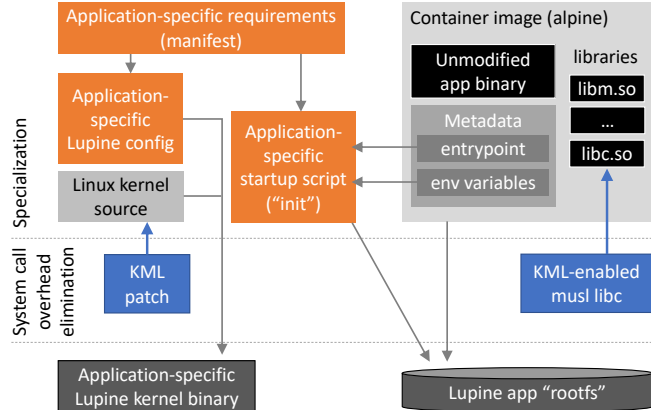 Application-specific requirements
(manifest)
Container image (alpine)
Unmodified
app binary
libraries
libm.so
...
libc.so
Metadata
entrypoint
env variables
Application-
specific
Lupine config
Application-
specific
startup script
(“init”)
Linux kernel
source
Specialization
System call
overhead
elimination
KML
patch
KML-enabled
musl libc
Application-specific
Lupine kernel binary
Lupine app “rootfs”